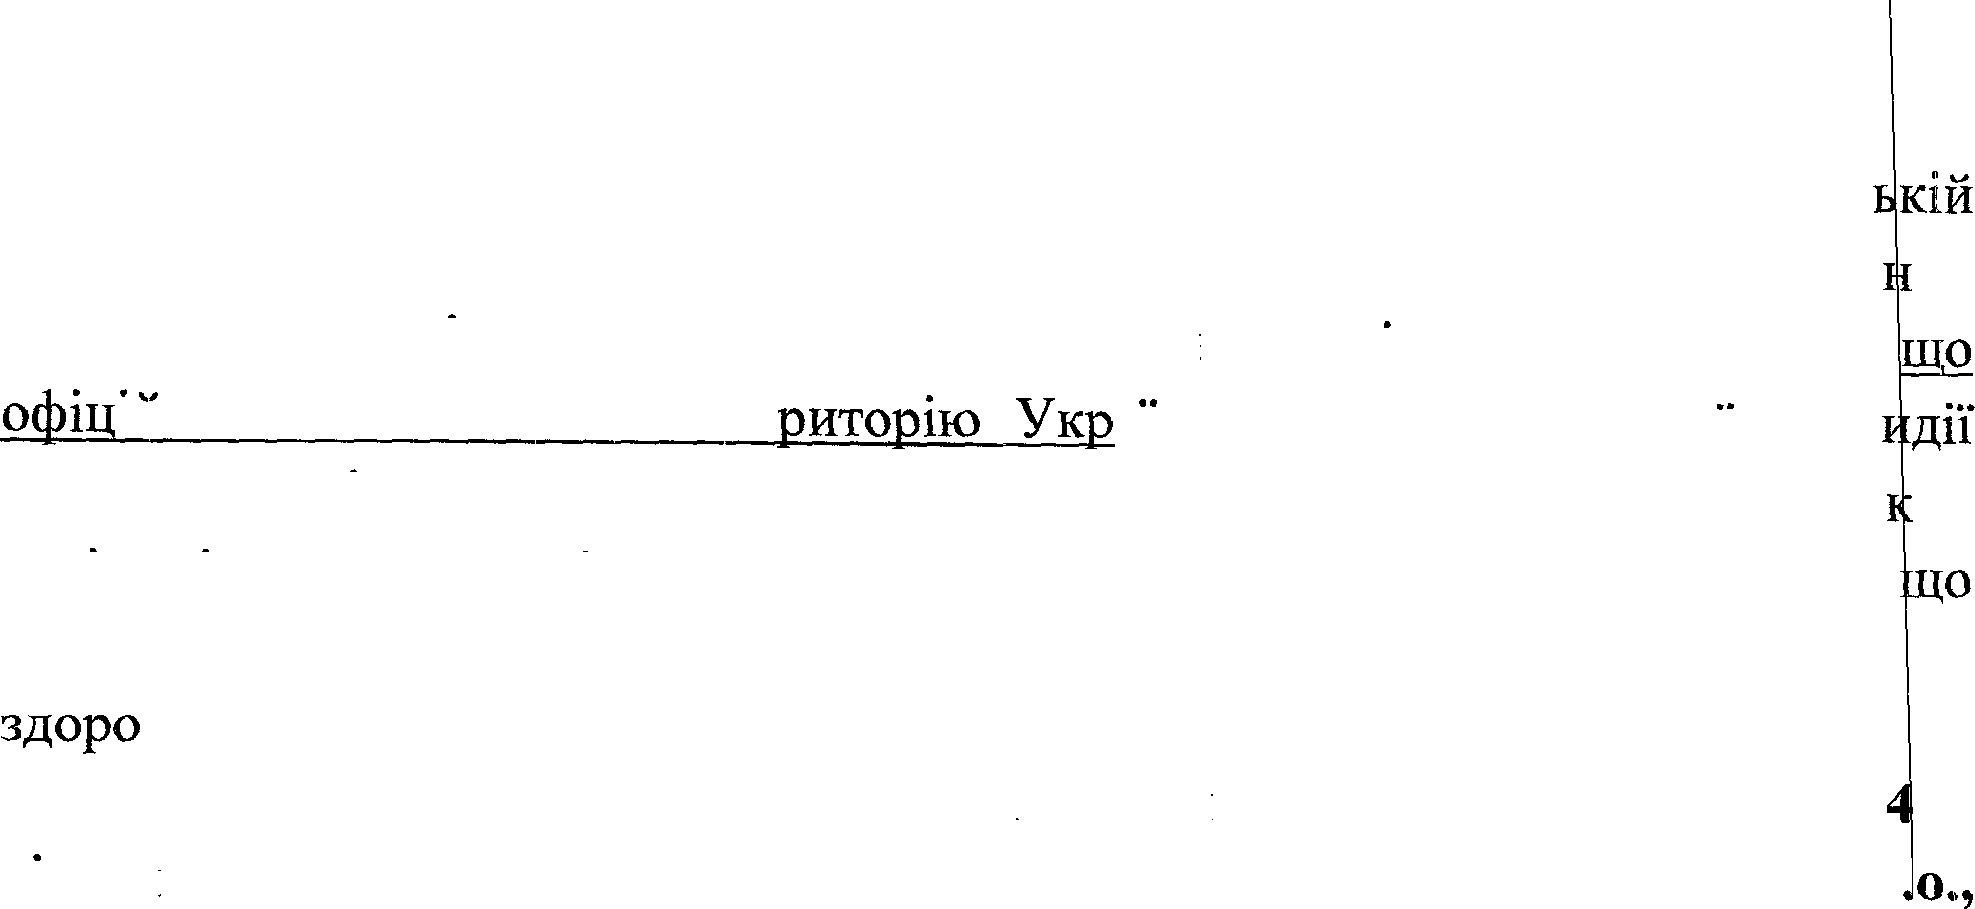 ькій
н
що
офіц риторію Укр идії
к
що
здоро
4
.о.,